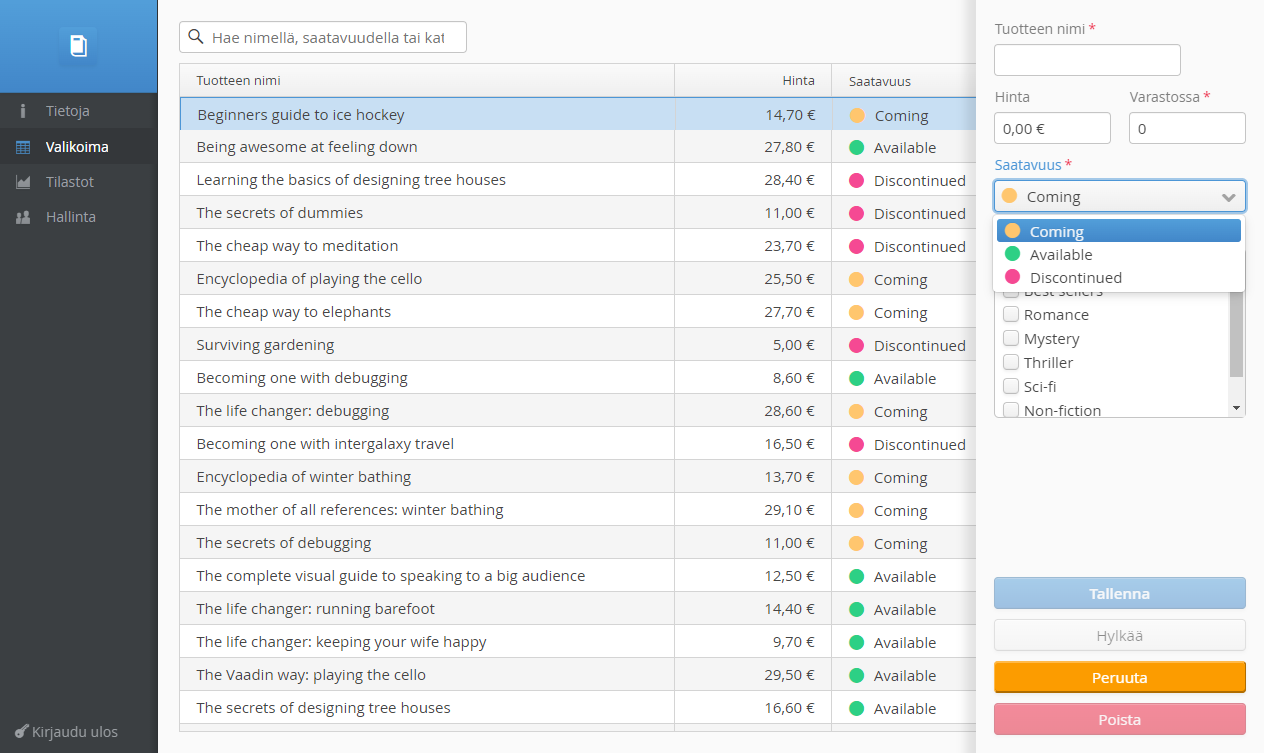 Tietoja
Valikoima
Tilastot
Hallinta
Kirjaudu ulos
Hae nimellä, saatavuudella tai kat
Tuotteen nimi Hinta Saatavuus
Beginners guide to ice hockey 14,70 € Coming
Being awesome at feeling down 27,80 € Available
Learning the basics of designing tree houses 28,40 € Discontinued
The secrets of dummies 11,00 € Discontinued
The cheap way to meditation 23,70 € Discontinued
Encyclopedia of playing the cello 25,50 € Coming
The cheap way to elephants 27,70 € Coming
Surviving gardening 5,00 € Discontinued
Becoming one with debugging 8,60 € Available
The life changer: debugging 28,60 € Coming
Becoming one with intergalaxy travel 16,50 € Discontinued
Encyclopedia of winter bathing 13,70 € Coming
The mother of all references: winter bathing 29,10 € Coming
The secrets of debugging 11,00 € Coming
The complete visual guide to speaking to a big audience 12,50 € Available
The life changer: running barefoot 14,40 € Available
The life changer: keeping your wife happy 9,70 € Available
The Vaadin way: playing the cello 29,50 € Available
The secrets of designing tree houses 16,60 € Available
Tuotteen nimi *
Hinta Varastossa *
0,00 € 0
Saatavuus *
Coming
Coming
Available
Discontinued
Best sellers
Romance
Mystery
Thriller
Sci-fi
Non-fiction
Tallenna
Hylkää
Peruuta
Poista